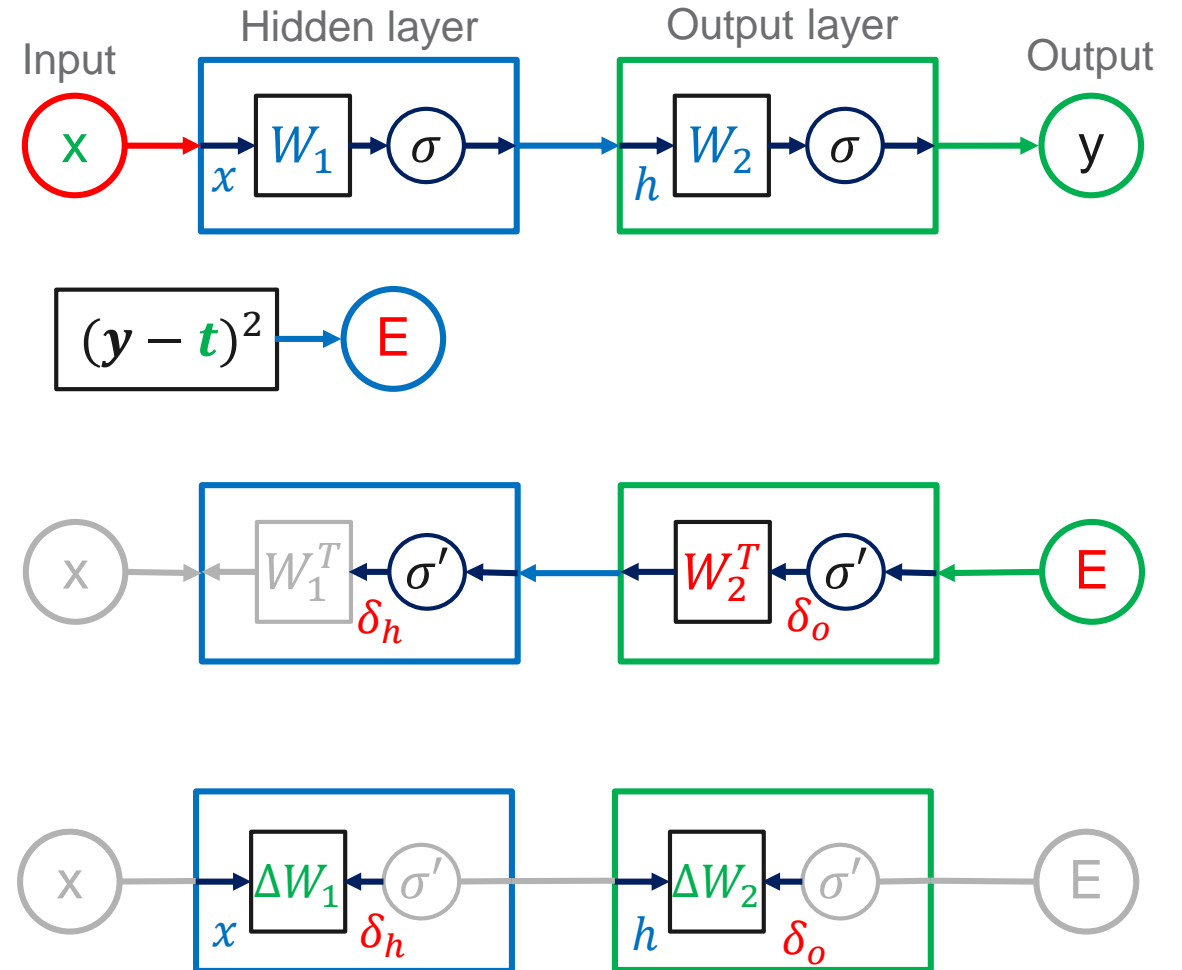 Input Hidden layer Output layer Output
x W₁ σ W₂ σ y
x h
(y − t)² E
x W₁ᵀ σ′ W₂ᵀ σ′ E
δₕ δₒ
x ΔW₁ σ′ ΔW₂ σ′ E
x δₕ h δₒ